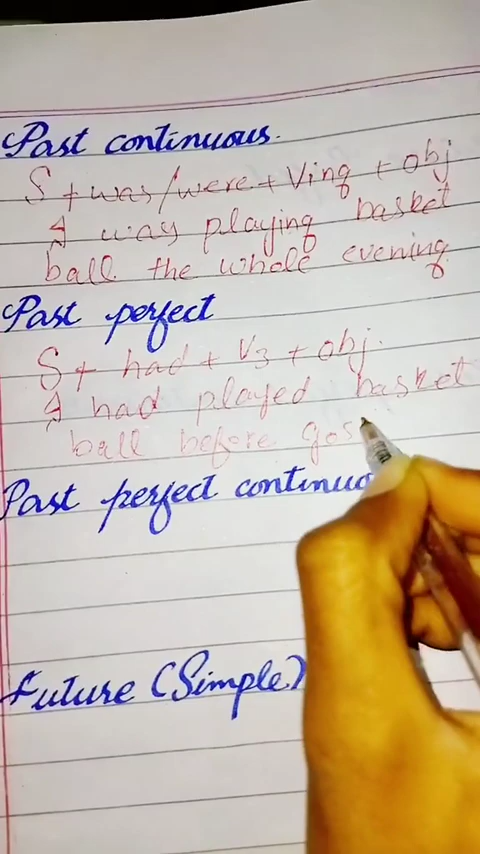 Past continuous.
S + was/were + Ving + obj
I was playing basket
ball the whole evening
Past perfect
S + had + V3 + obj.
I had played basket
ball before gos
Past perfect continuo
Future (Simple)